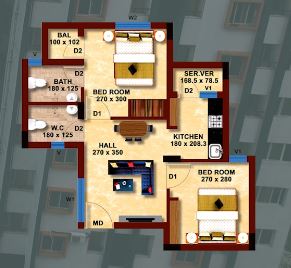 W2
BAL
100 x 102
D2
V
D2
BED ROOM
270 x 300
SER.VER
168.5 x 78.5
D2
V1
BATH
180 x 125
D1
W.C
180 x 125
D2
V
HALL
270 x 350
KITCHEN
180 x 208.3
V1
D1
BED ROOM
270 x 280
W1
MD